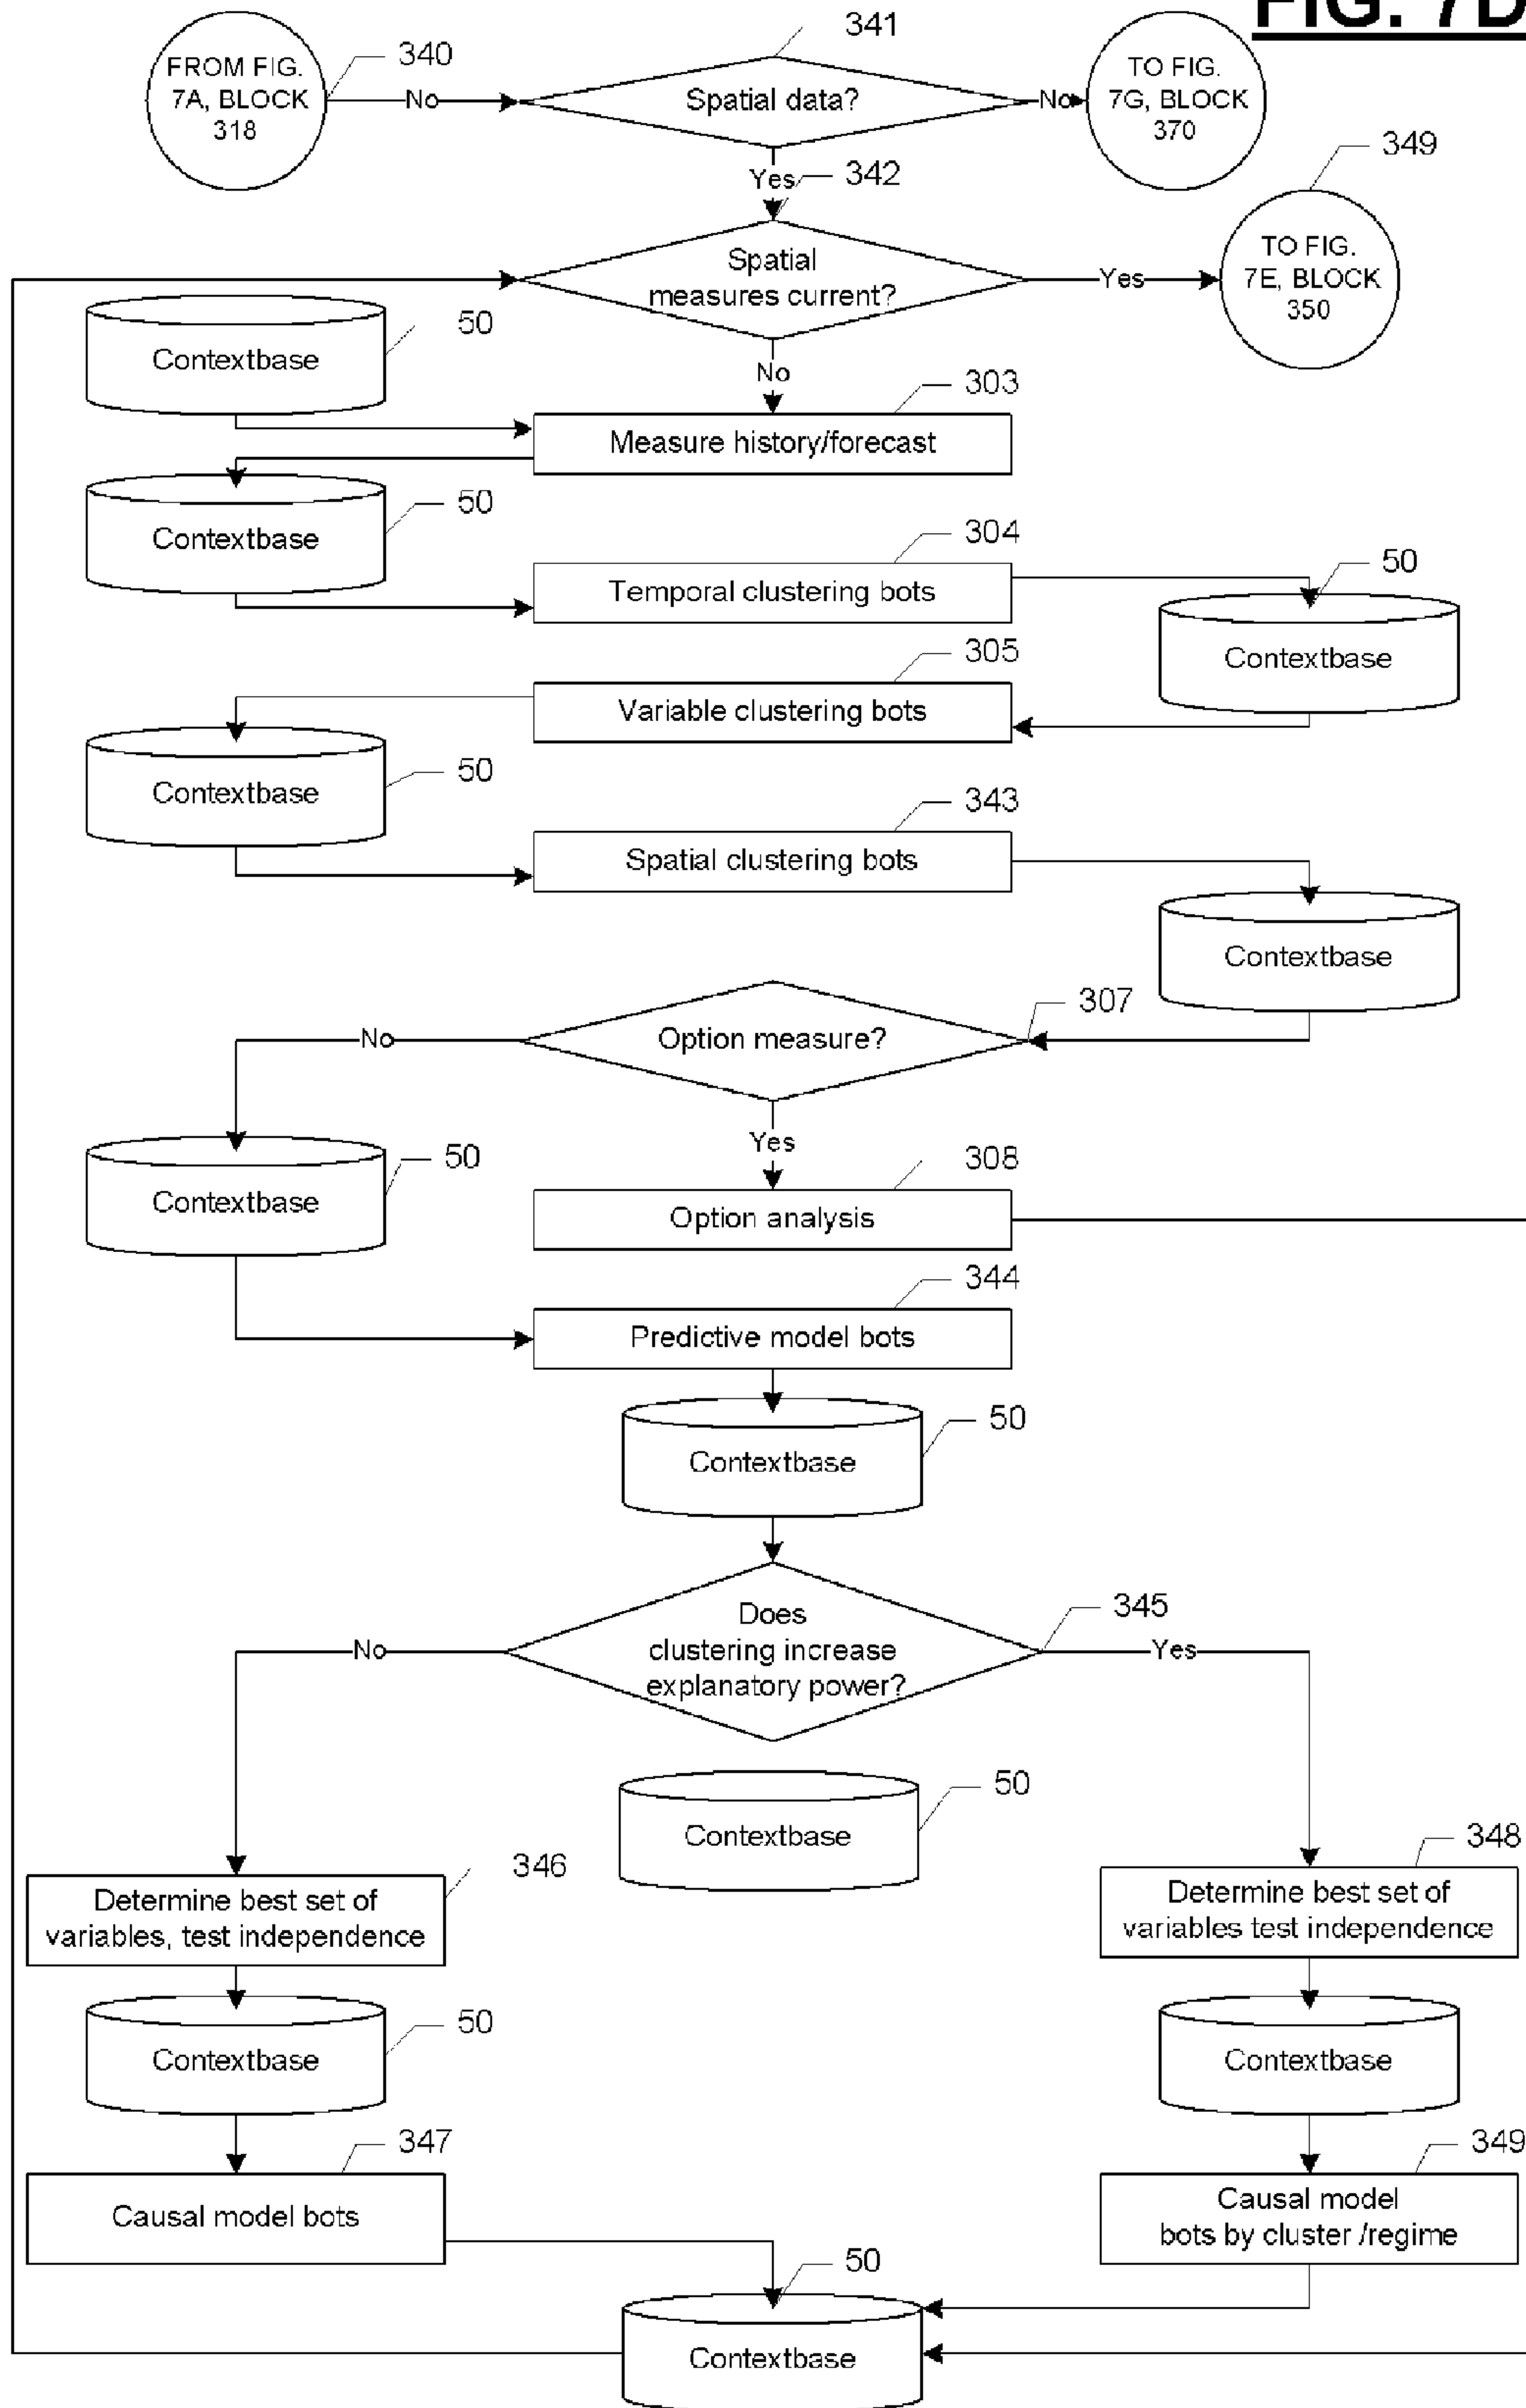 FIG. 7D
340
341
FROM FIG.
7A, BLOCK
318
No
Spatial data?
No
TO FIG.
7G, BLOCK
370
Yes
342
349
Spatial
measures current?
Yes
TO FIG.
7E, BLOCK
350
50
Contextbase
No
303
Measure history/forecast
50
Contextbase
304
Temporal clustering bots
50
Contextbase
305
Variable clustering bots
50
Contextbase
343
Spatial clustering bots
Contextbase
307
No
Option measure?
Yes
50
Contextbase
308
Option analysis
344
Predictive model bots
50
Contextbase
345
No
Does
clustering increase
explanatory power?
Yes
50
Contextbase
346
Determine best set of
variables, test independence
348
Determine best set of
variables test independence
50
Contextbase
Contextbase
347
Causal model bots
349
Causal model
bots by cluster /regime
50
Contextbase